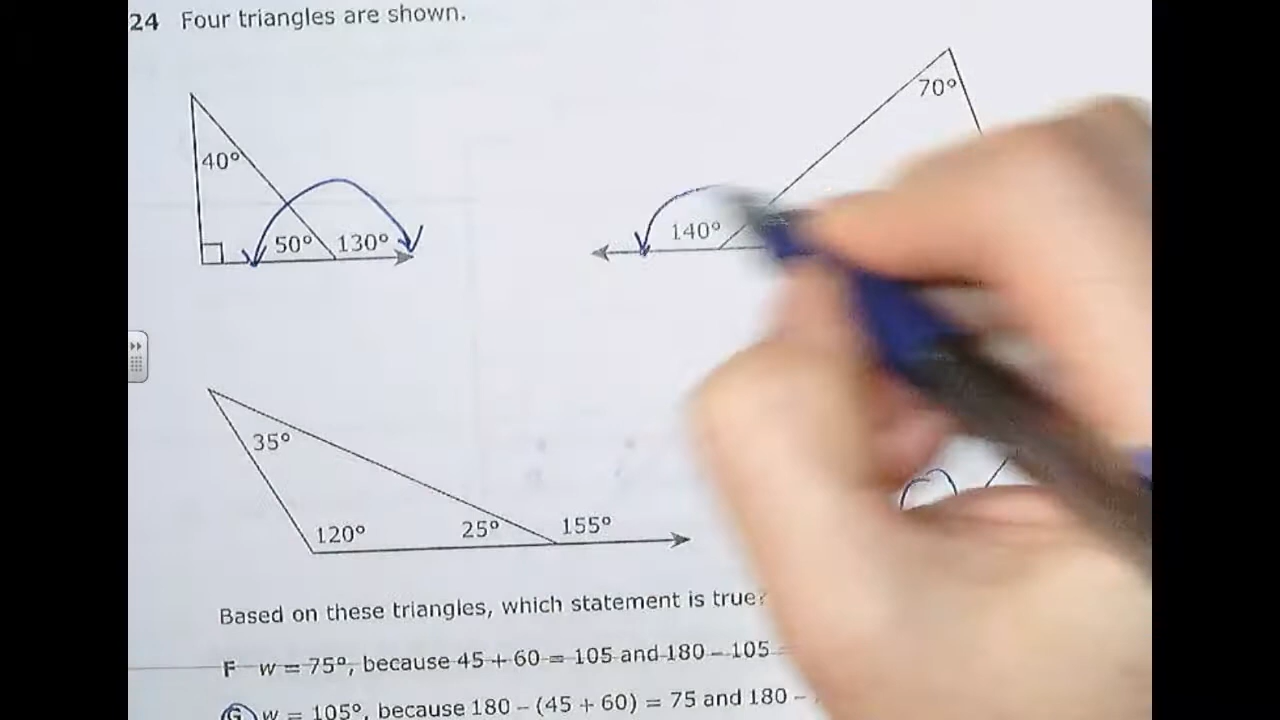 24 Four triangles are shown.
70°
40°
50° 130°
140°
35°
120° 25° 155°
Based on these triangles, which statement is true?
F w = 75°, because 45 + 60 = 105 and 180 – 105 =
G w = 105°, because 180 – (45 + 60) = 75 and 180 –